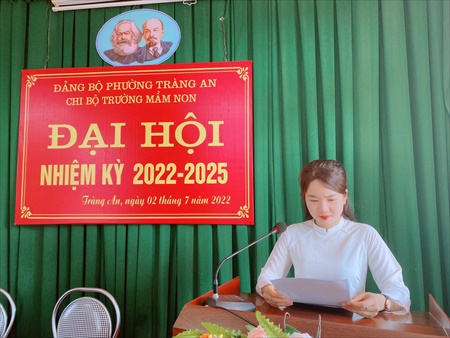 ĐẢNG BỘ PHƯỜNG TRÀNG AN
CHI BỘ TRƯỜNG MẦM NON
ĐẠI HỘI
NHIỆM KỲ 2022-2025
Tràng An, ngày 02 tháng 7 năm 2022